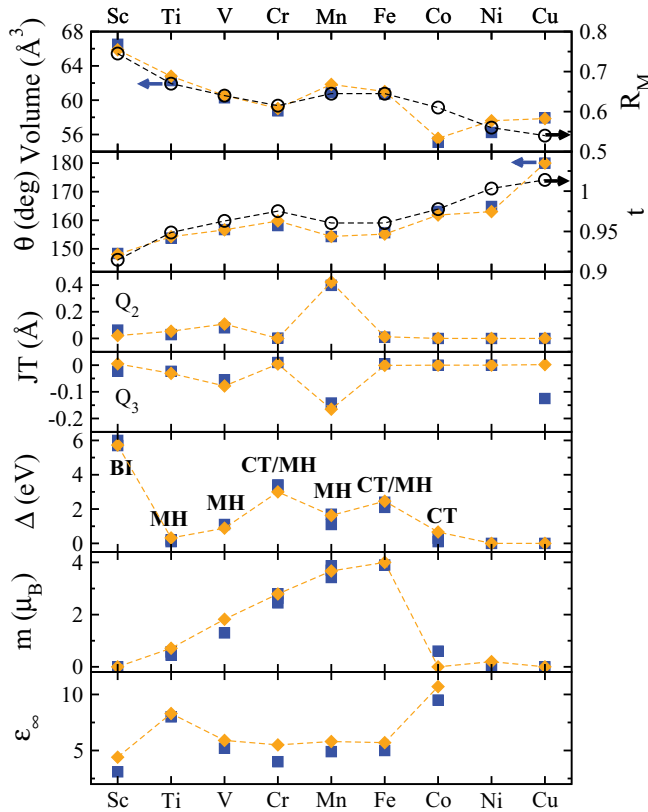 Sc Ti V Cr Mn Fe Co Ni Cu
68
64
60
56
Volume (Å³)
0.8
0.7
0.6
0.5
R_M
180
170
160
150
θ (deg)
1
0.95
0.9
t
0.4
0.2
0
Q₂
JT (Å)
0
-0.1
-0.2
Q₃
6
4
2
0
Δ (eV)
BI
MH
MH
CT/MH
MH
CT/MH
CT
4
2
0
m (μ_B)
10
5
ε_∞
Sc Ti V Cr Mn Fe Co Ni Cu